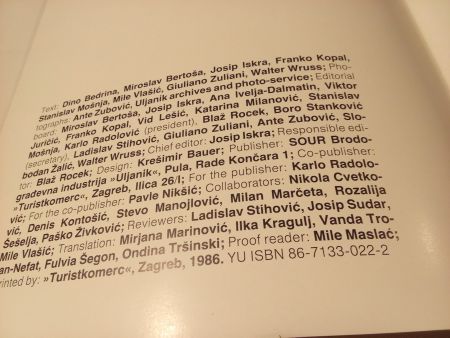 Text: Dino Bedrina, Miroslav Bertoša, Josip Iskra, Franko Kopal,
Stanislav Mošnja, Mile Vlašić, Giuliano Zuliani, Walter Wruss; Pho-
tographs: Ante Zubović, Uljanik archives and photo-service; Editorial
board: Miroslav Bertoša, Josip Iskra, Ana Ivelja-Dalmatin, Viktor
Juričić, Franko Kopal, Vid Lešić, Katarina Milanović, Stanislav
Mošnja, Karlo Radolović (president), Blaž Rocek, Boro Stanković
(secretary), Ladislav Stihović, Giuliano Zuliani, Ante Zubović, Slo-
bodan Žalić, Walter Wruss; Chief editor: Josip Iskra; Responsible edi-
tor: Blaž Rocek; Design: Krešimir Bauer; Publisher: SOUR Brodo-
gradevna industrija »Uljanik«, Pula, Rade Končara 1; Co-publisher:
»Turistkomerc«, Zagreb, Ilica 26/I; For the publisher: Karlo Radolo-
vić; For the co-publisher: Pavle Nikšić; Collaborators: Nikola Cvetko-
vić, Denis Kontošić, Stevo Manojlović, Milan Marčeta, Rozalija
Šešelja, Paško Živković; Reviewers: Ladislav Stihović, Josip Sudar,
Mile Vlašić; Translation: Mirjana Marinović, Ilka Kragulj, Vanda Tro-
an-Nefat, Fulvia Šegon, Ondina Tršinski; Proof reader: Mile Maslać;
rinted by: »Turistkomerc«, Zagreb, 1986. YU ISBN 86-7133-022-2